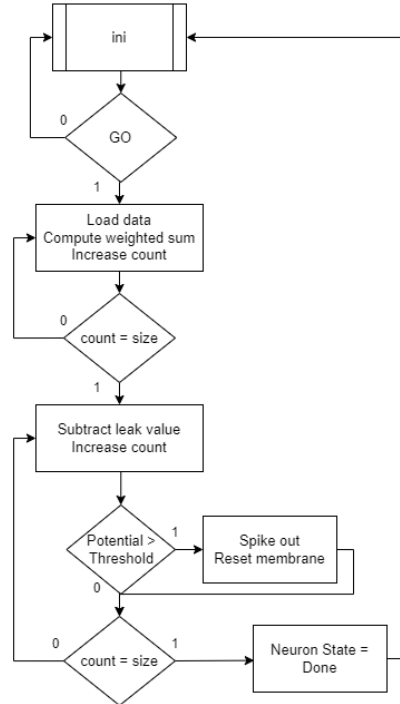 ini
0
GO
1
Load data
Compute weighted sum
Increase count
0
count = size
1
Subtract leak value
Increase count
Potential >
Threshold
1
Spike out
Reset membrane
0
0
count = size
1
Neuron State =
Done